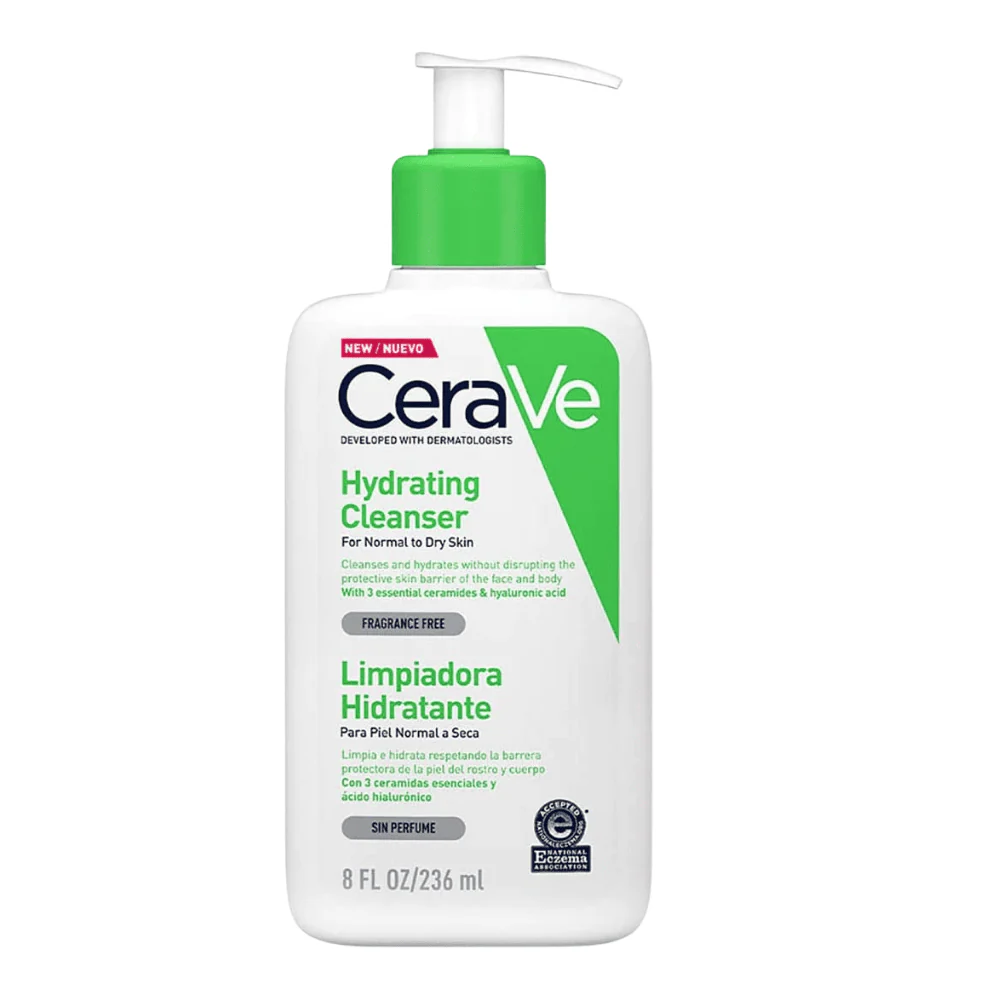 NEW / NUEVO
CeraVe
DEVELOPED WITH DERMATOLOGISTS
Hydrating
Cleanser
For Normal to Dry Skin
Cleanses and hydrates without disrupting the
protective skin barrier of the face and body
With 3 essential ceramides & hyaluronic acid
FRAGRANCE FREE
Limpiadora
Hidratante
Para Piel Normal a Seca
Limpia e hidrata respetando la barrera
protectora de la piel del rostro y cuerpo
Con 3 ceramidas esenciales y
ácido hialurónico
SIN PERFUME
ACCEPTED
e
NATIONALECZEMA.ORG
NATIONAL
Eczema
ASSOCIATION
8 FL OZ/236 ml